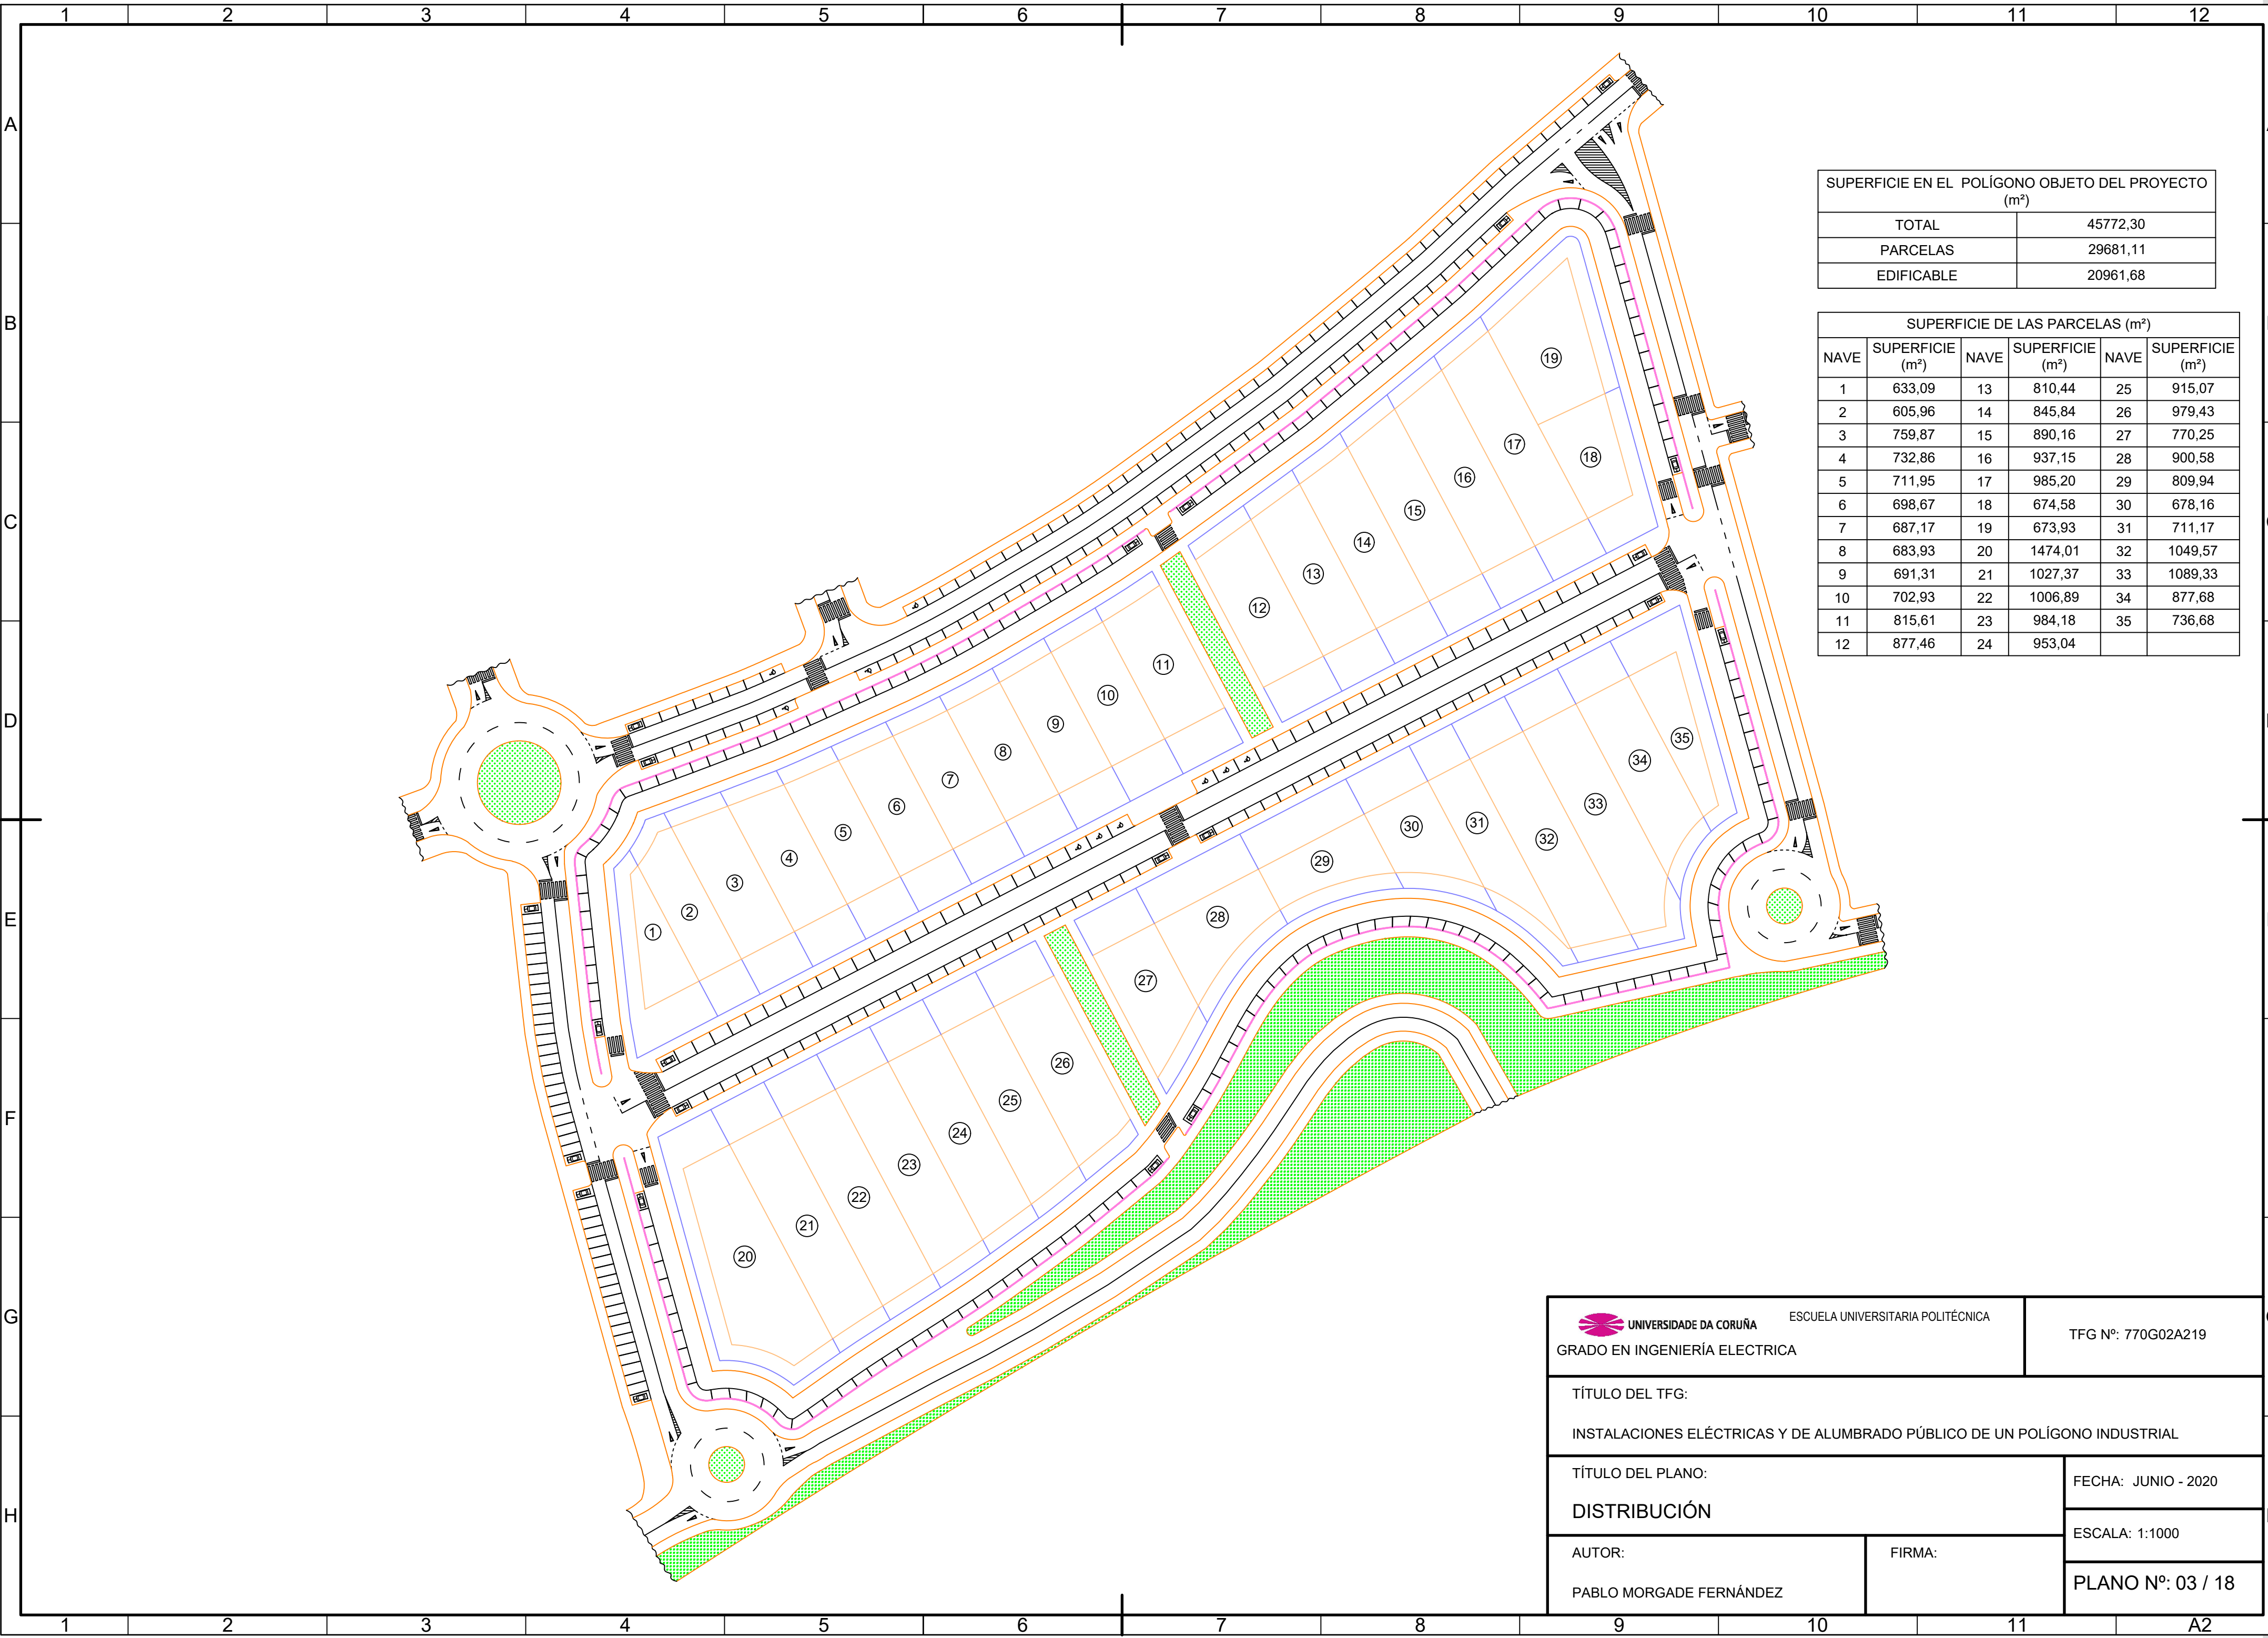 1 2 3 4 5 6 7 8 9 10 11 12
A
B
C
D
E
F
G
H
SUPERFICIE EN EL POLÍGONO OBJETO DEL PROYECTO
(m²)
TOTAL 45772,30
PARCELAS 29681,11
EDIFICABLE 20961,68
SUPERFICIE DE LAS PARCELAS (m²)
NAVE SUPERFICIE (m²) NAVE SUPERFICIE (m²) NAVE SUPERFICIE (m²)
1 633,09 13 810,44 25 915,07
2 605,96 14 845,84 26 979,43
3 759,87 15 890,16 27 770,25
4 732,86 16 937,15 28 900,58
5 711,95 17 985,20 29 809,94
6 698,67 18 674,58 30 678,16
7 687,17 19 673,93 31 711,17
8 683,93 20 1474,01 32 1049,57
9 691,31 21 1027,37 33 1089,33
10 702,93 22 1006,89 34 877,68
11 815,61 23 984,18 35 736,68
12 877,46 24 953,04
19
17
18
16
15
14
13
12
11
10
9
8
7
6
5
4
3
2
1
35
34
33
32
31
30
29
28
27
26
25
24
23
22
21
20
UNIVERSIDADE DA CORUÑA
ESCUELA UNIVERSITARIA POLITÉCNICA
GRADO EN INGENIERÍA ELECTRICA
TFG Nº: 770G02A219
TÍTULO DEL TFG:
INSTALACIONES ELÉCTRICAS Y DE ALUMBRADO PÚBLICO DE UN POLÍGONO INDUSTRIAL
TÍTULO DEL PLANO:
DISTRIBUCIÓN
FECHA: JUNIO - 2020
ESCALA: 1:1000
AUTOR:
PABLO MORGADE FERNÁNDEZ
FIRMA:
PLANO Nº: 03 / 18
1 2 3 4 5 6 7 8 9 10 11 A2